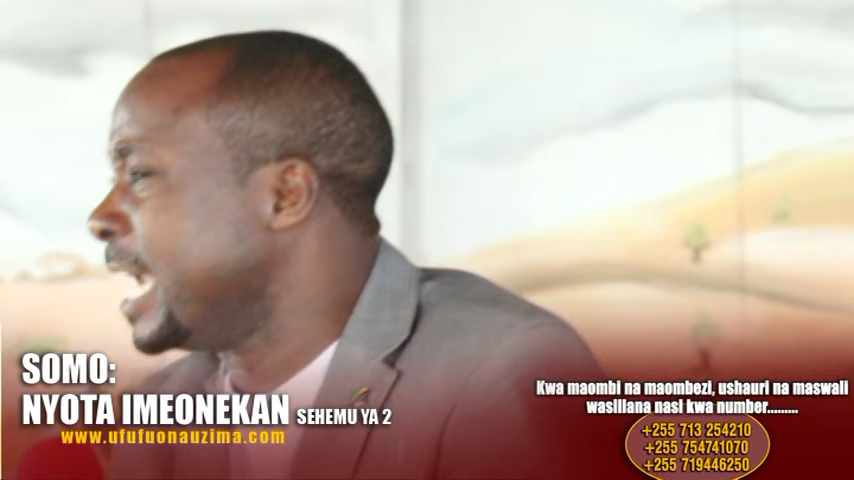 SOMO:
NYOTA IMEONEKAN SEHEMU YA 2
www.ufufuonauzima.com
Kwa maombi na maombezi, ushauri na maswali
wasiliana nasi kwa number.........
+255 713 254210
+255 754741070
+255 719446250